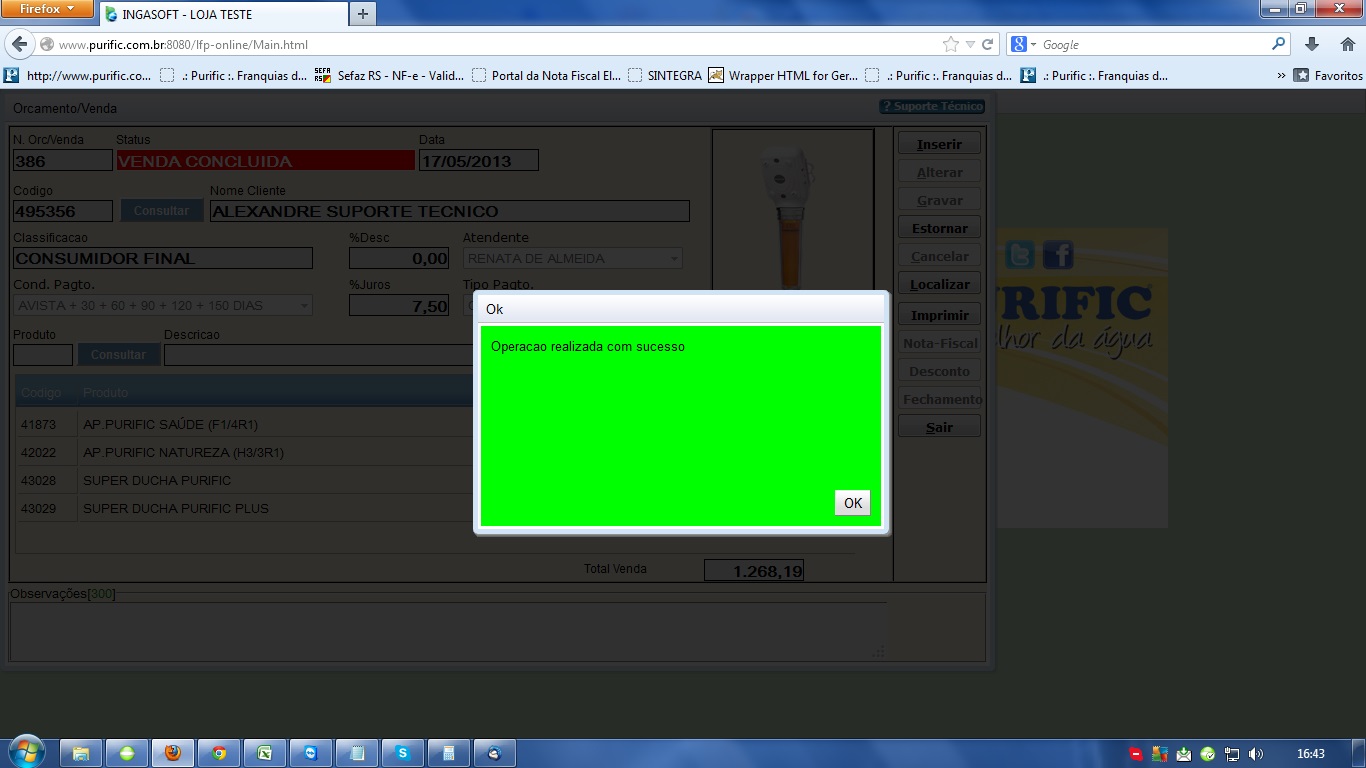 Firefox
INGASOFT - LOJA TESTE
www.purific.com.br:8080/lfp-online/Main.html
Google
http://www.purific.co...
.: Purific :. Franquias d...
SEFA RS
Sefaz RS - NF-e - Valid...
Portal da Nota Fiscal El...
SINTEGRA
Wrapper HTML for Ger...
.: Purific :. Franquias d...
.: Purific :. Franquias d...
Favoritos
Orcamento/Venda
? Suporte Técnico
N. Orc/Venda Status Data
386 VENDA CONCLUIDA 17/05/2013
Codigo Nome Cliente
495356 Consultar ALEXANDRE SUPORTE TECNICO
Classificacao %Desc Atendente
CONSUMIDOR FINAL 0,00 RENATA DE ALMEIDA
Cond. Pagto. %Juros Tipo Pagto.
AVISTA + 30 + 60 + 90 + 120 + 150 DIAS 7,50
Produto Descricao
Consultar
Codigo Produto
41873 AP.PURIFIC SAÚDE (F1/4R1)
42022 AP.PURIFIC NATUREZA (H3/3R1)
43028 SUPER DUCHA PURIFIC
43029 SUPER DUCHA PURIFIC PLUS
Total Venda 1.268,19
Observações[300]
Inserir
Alterar
Gravar
Estornar
Cancelar
Localizar
Imprimir
Nota-Fiscal
Desconto
Fechamento
Sair
URIFIC
lhor da água
Ok
Operacao realizada com sucesso
OK
16:43